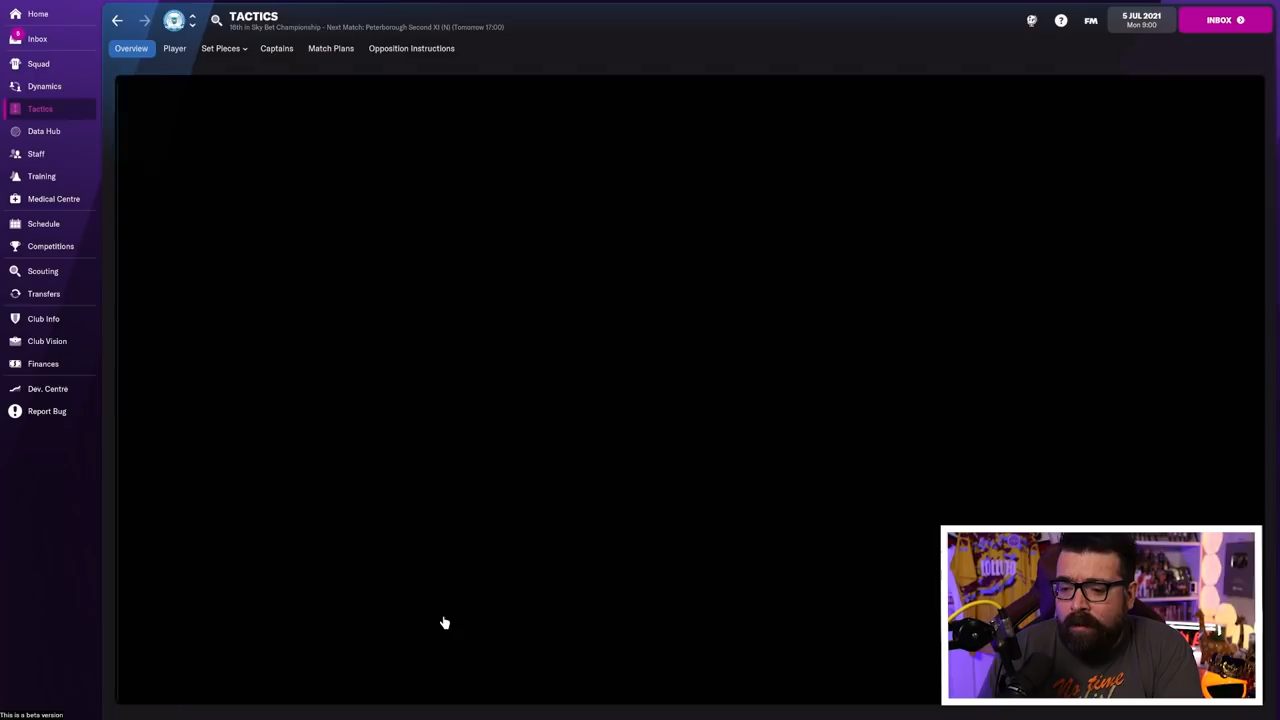 Home
TACTICS
16th in Sky Bet Championship - Next Match: Peterborough Second XI (N) (Tomorrow 17:00)
FM
5 JUL 2021
Mon 9:00
INBOX
5
Inbox
Overview
Player
Set Pieces
Captains
Match Plans
Opposition Instructions
Squad
Dynamics
Tactics
Data Hub
Staff
Training
Medical Centre
Schedule
Competitions
Scouting
Transfers
Club Info
Club Vision
Finances
Dev. Centre
Report Bug
No time
This is a beta version